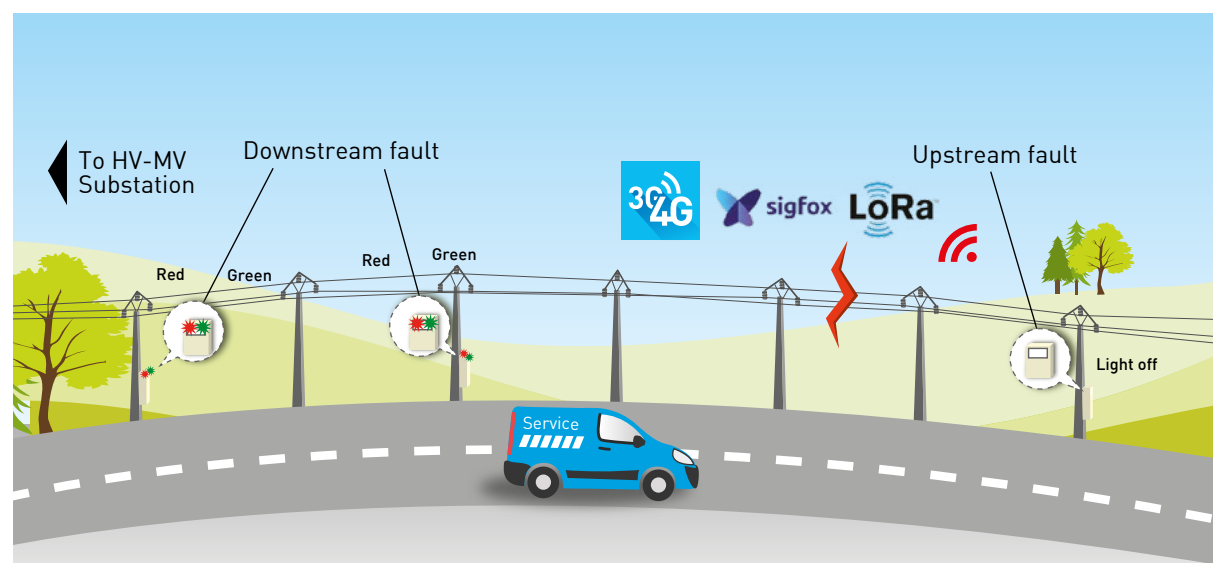 To HV-MV
Substation
Downstream fault
Upstream fault
3G
4G
sigfox
LoRa
Red
Green
Red
Green
Light off
Service